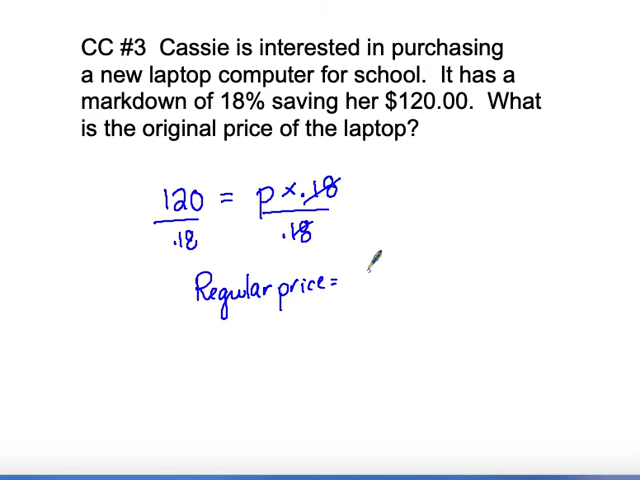 CC #3 Cassie is interested in purchasing
a new laptop computer for school. It has a
markdown of 18% saving her $120.00. What
is the original price of the laptop?
120 = p × .18
.18 .18
Regular price =